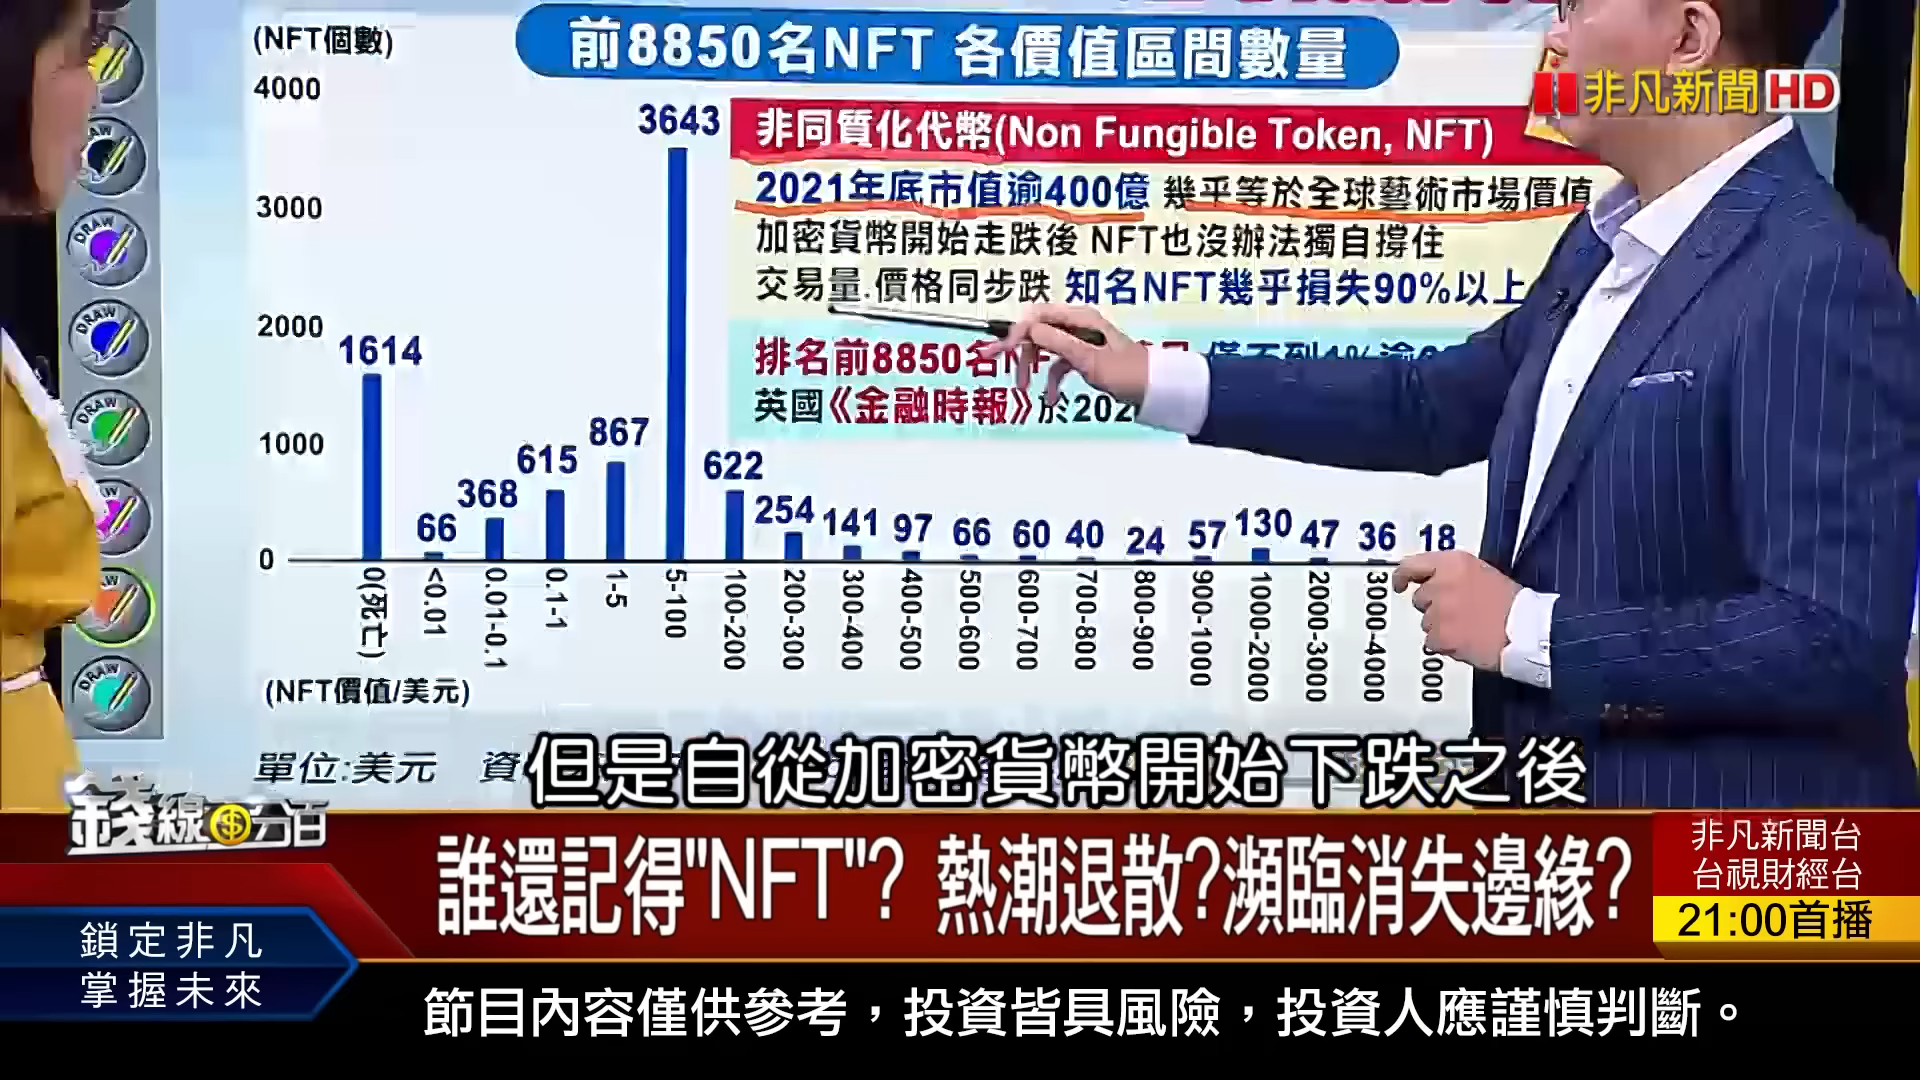 (NFT個數)
前8850名NFT 各價值區間數量
非凡新聞HD
4000
3000
2000
1000
0
1614
66
368
615
867
3643
622
254
141
97
66
60
40
24
57
130
47
36
18
非同質化代幣(Non Fungible Token, NFT)
2021年底市值逾400億 幾乎等於全球藝術市場價值
加密貨幣開始走跌後 NFT也沒辦法獨自撐住
交易量.價格同步跌 知名NFT幾乎損失90%以上
排名前8850名NF
英國《金融時報》於202
0(死亡)
<0.01
0.01-0.1
0.1-1
1-5
5-100
100-200
200-300
300-400
400-500
500-600
600-700
700-800
800-900
900-1000
1000-2000
2000-3000
3000-4000
(NFT價值/美元)
單位:美元
DRAW
DRAW
DRAW
DRAW
但是自從加密貨幣開始下跌之後
錢線百分百
誰還記得"NFT"? 熱潮退散?瀕臨消失邊緣?
非凡新聞台
台視財經台
21:00首播
鎖定非凡
掌握未來
節目內容僅供參考，投資皆具風險，投資人應謹慎判斷。